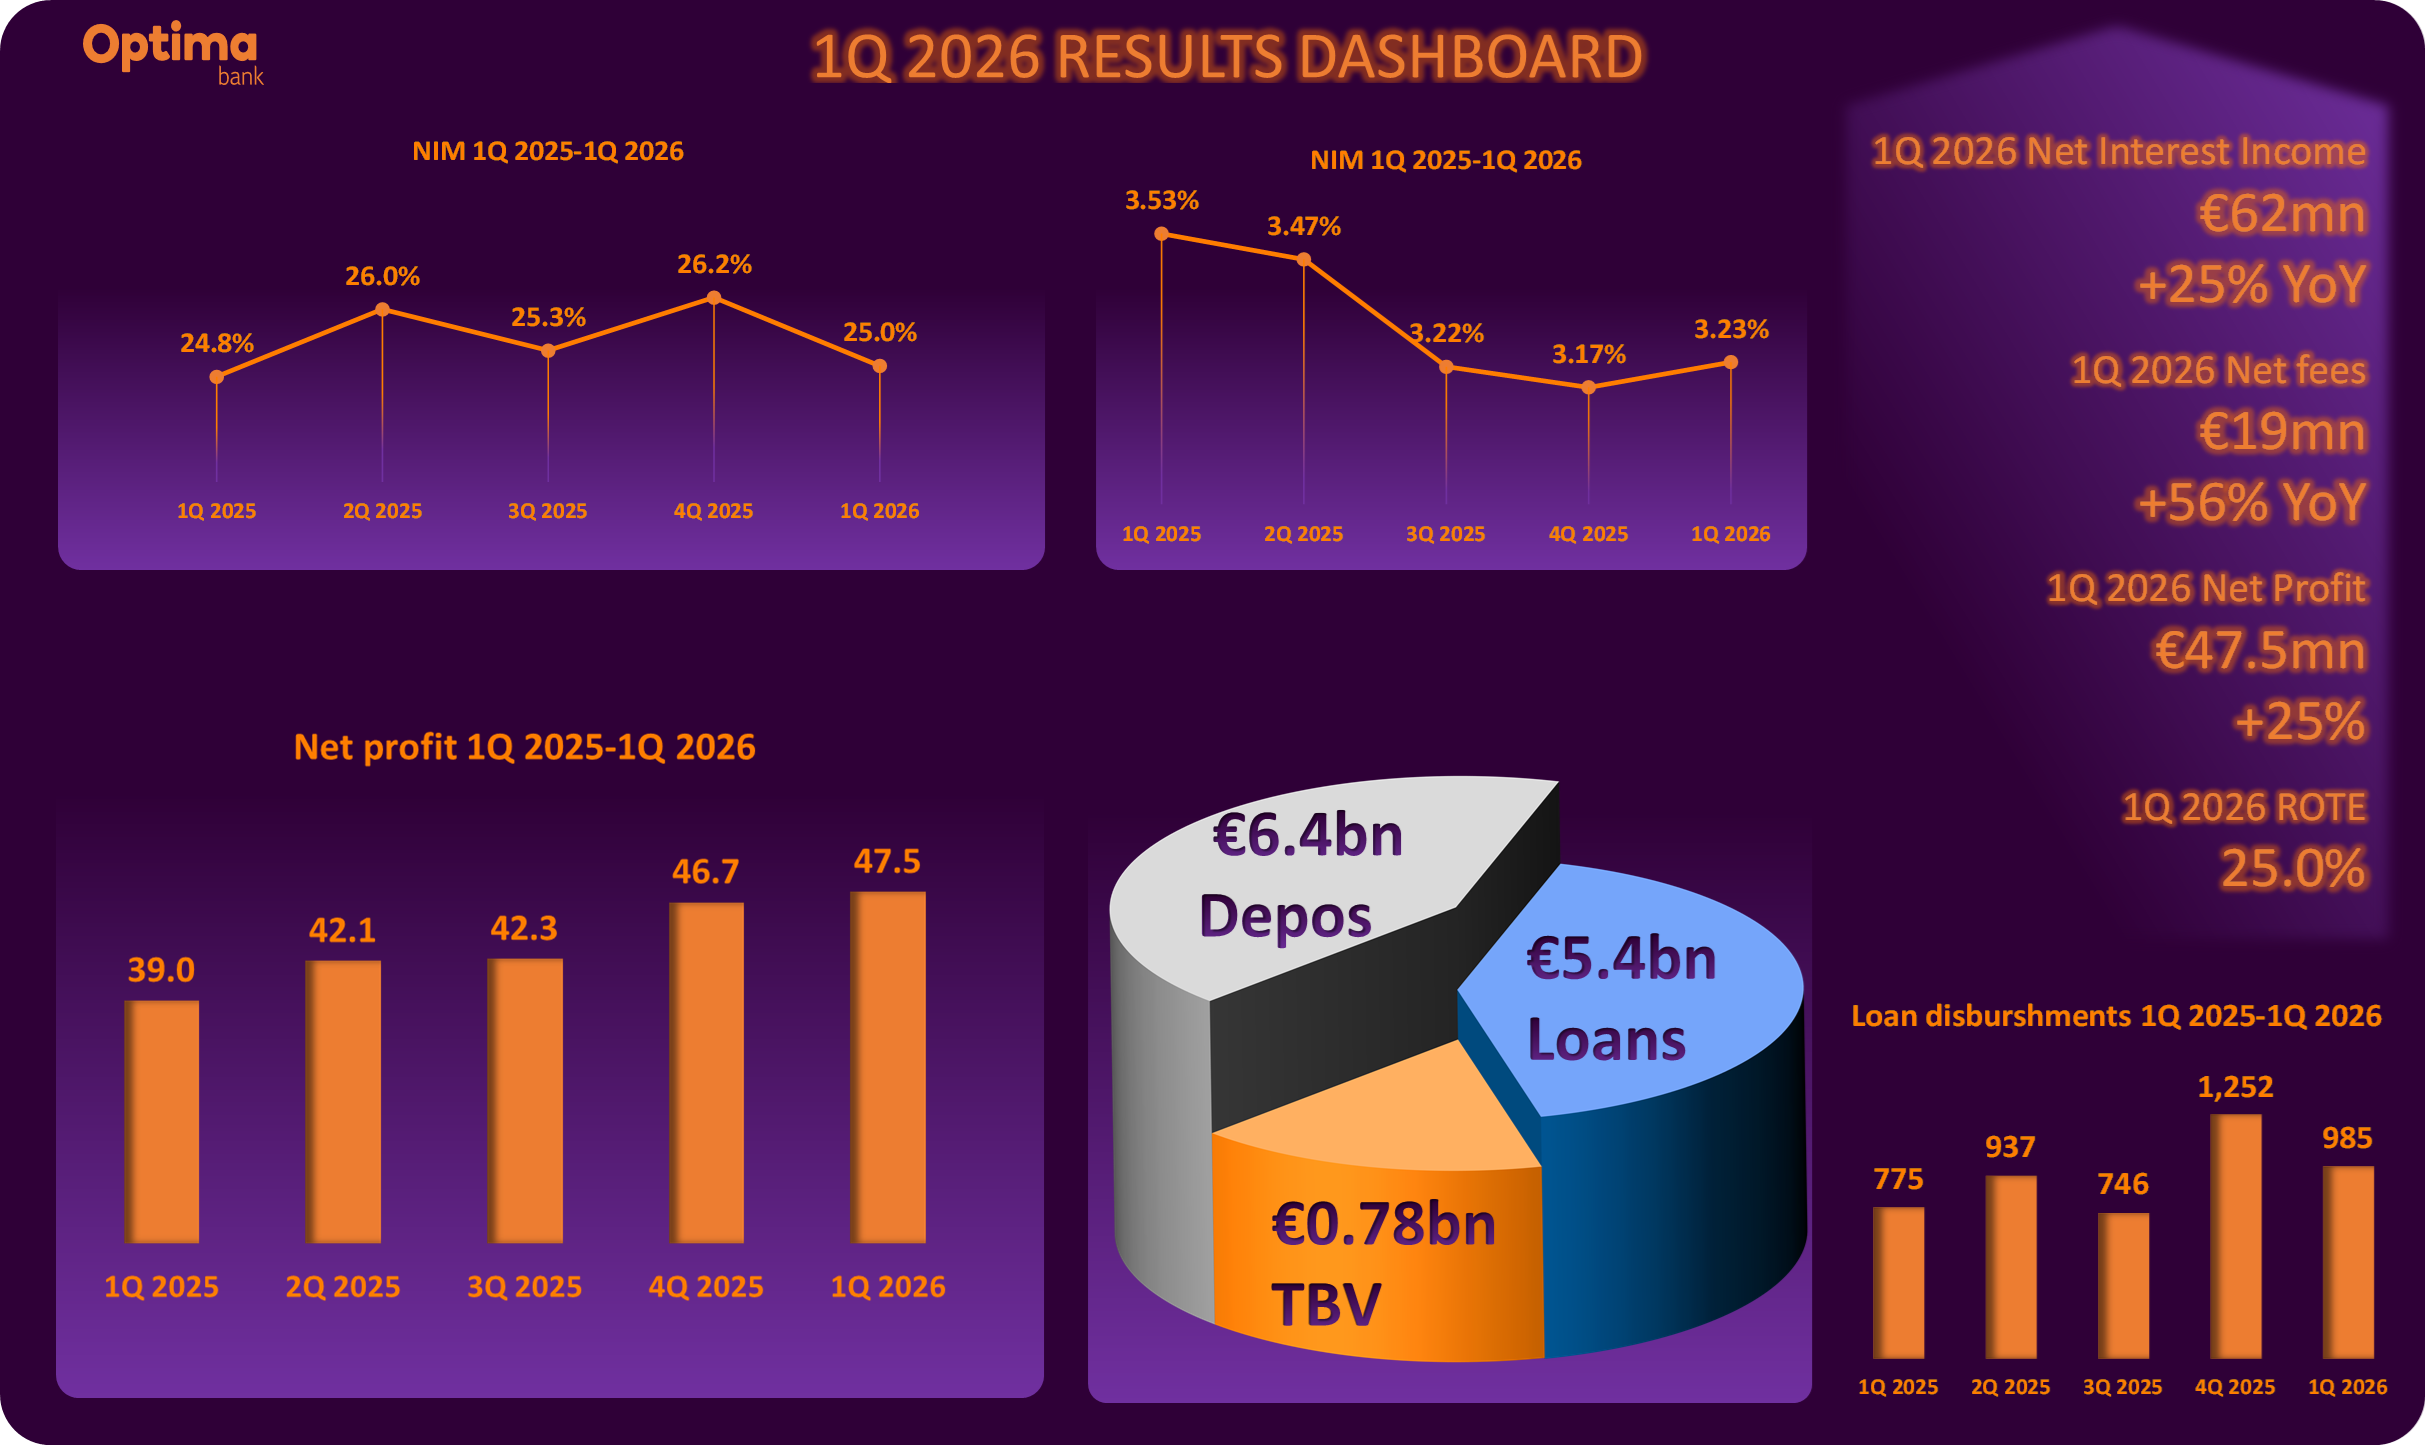 Optima
bank
1Q 2026 RESULTS DASHBOARD
NIM 1Q 2025-1Q 2026
24.8%
26.0%
25.3%
26.2%
25.0%
1Q 2025
2Q 2025
3Q 2025
4Q 2025
1Q 2026
NIM 1Q 2025-1Q 2026
3.53%
3.47%
3.22%
3.17%
3.23%
1Q 2025
2Q 2025
3Q 2025
4Q 2025
1Q 2026
1Q 2026 Net Interest Income
€62mn
+25% YoY
1Q 2026 Net fees
€19mn
+56% YoY
1Q 2026 Net Profit
€47.5mn
+25%
1Q 2026 ROTE
25.0%
Net profit 1Q 2025-1Q 2026
39.0
42.1
42.3
46.7
47.5
1Q 2025
2Q 2025
3Q 2025
4Q 2025
1Q 2026
€6.4bn
Depos
€5.4bn
Loans
€0.78bn
TBV
Loan disburshments 1Q 2025-1Q 2026
775
937
746
1,252
985
1Q 2025
2Q 2025
3Q 2025
4Q 2025
1Q 2026